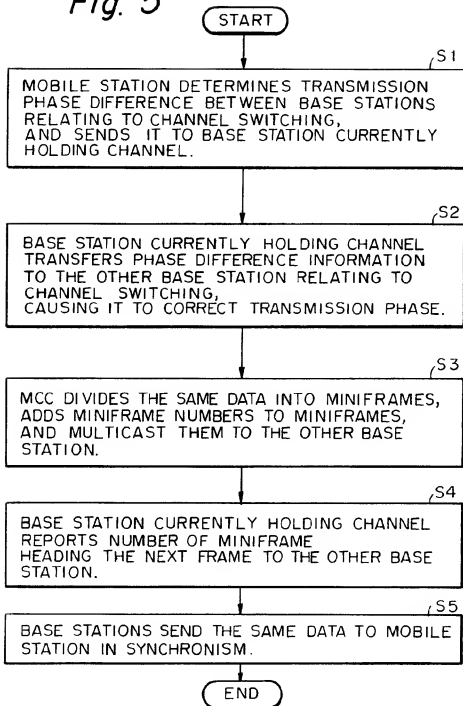 Fig. 5
START
S1
MOBILE STATION DETERMINES TRANSMISSION
PHASE DIFFERENCE BETWEEN BASE STATIONS
RELATING TO CHANNEL SWITCHING,
AND SENDS IT TO BASE STATION CURRENTLY
HOLDING CHANNEL.
S2
BASE STATION CURRENTLY HOLDING CHANNEL
TRANSFERS PHASE DIFFERENCE INFORMATION
TO THE OTHER BASE STATION RELATING TO
CHANNEL SWITCHING,
CAUSING IT TO CORRECT TRANSMISSION PHASE.
S3
MCC DIVIDES THE SAME DATA INTO MINIFRAMES,
ADDS MINIFRAME NUMBERS TO MINIFRAMES,
AND MULTICAST THEM TO THE OTHER BASE
STATION.
S4
BASE STATION CURRENTLY HOLDING CHANNEL
REPORTS NUMBER OF MINIFRAME
HEADING THE NEXT FRAME TO THE OTHER BASE
STATION.
S5
BASE STATIONS SEND THE SAME DATA TO MOBILE
STATION IN SYNCHRONISM.
END